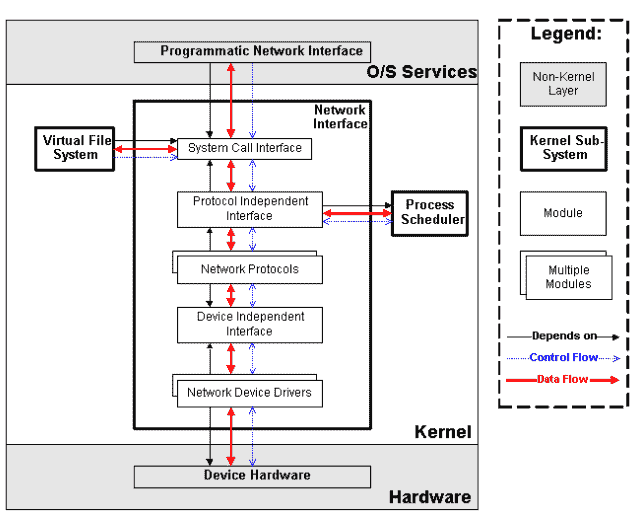 Programmatic Network Interface
O/S Services
Network
Interface
Virtual File
System
System Call Interface
Protocol Independent
Interface
Process
Scheduler
Network Protocols
Device Independent
Interface
Network Device Drivers
Kernel
Device Hardware
Hardware
Legend:
Non-Kernel
Layer
Kernel Sub-
System
Module
Multiple
Modules
Depends on
Control Flow
Data Flow